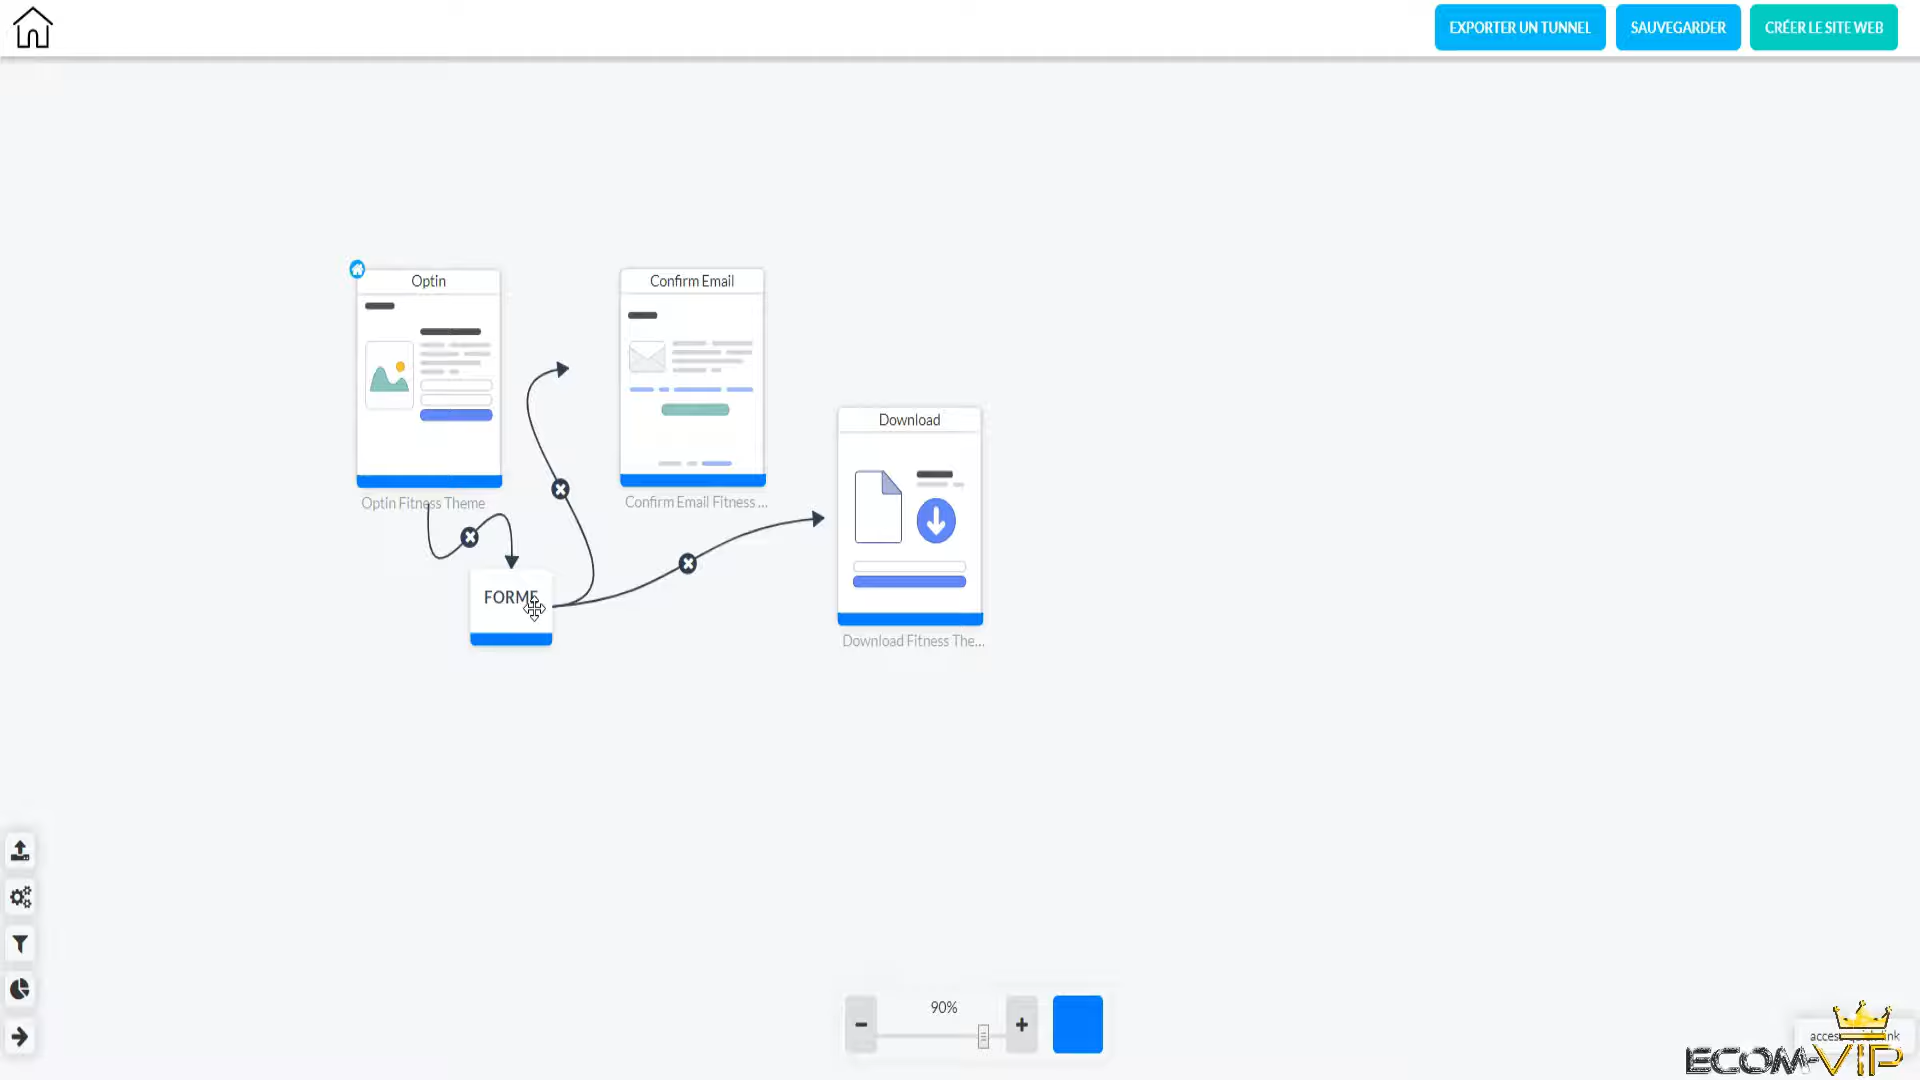 EXPORTER UN TUNNEL
SAUVEGARDER
CRÉER LE SITE WEB
Optin
Confirm Email
Download
Optin Fitness Theme
Confirm Email Fitness ...
FORME
Download Fitness The...
90%
ECOM-VIP